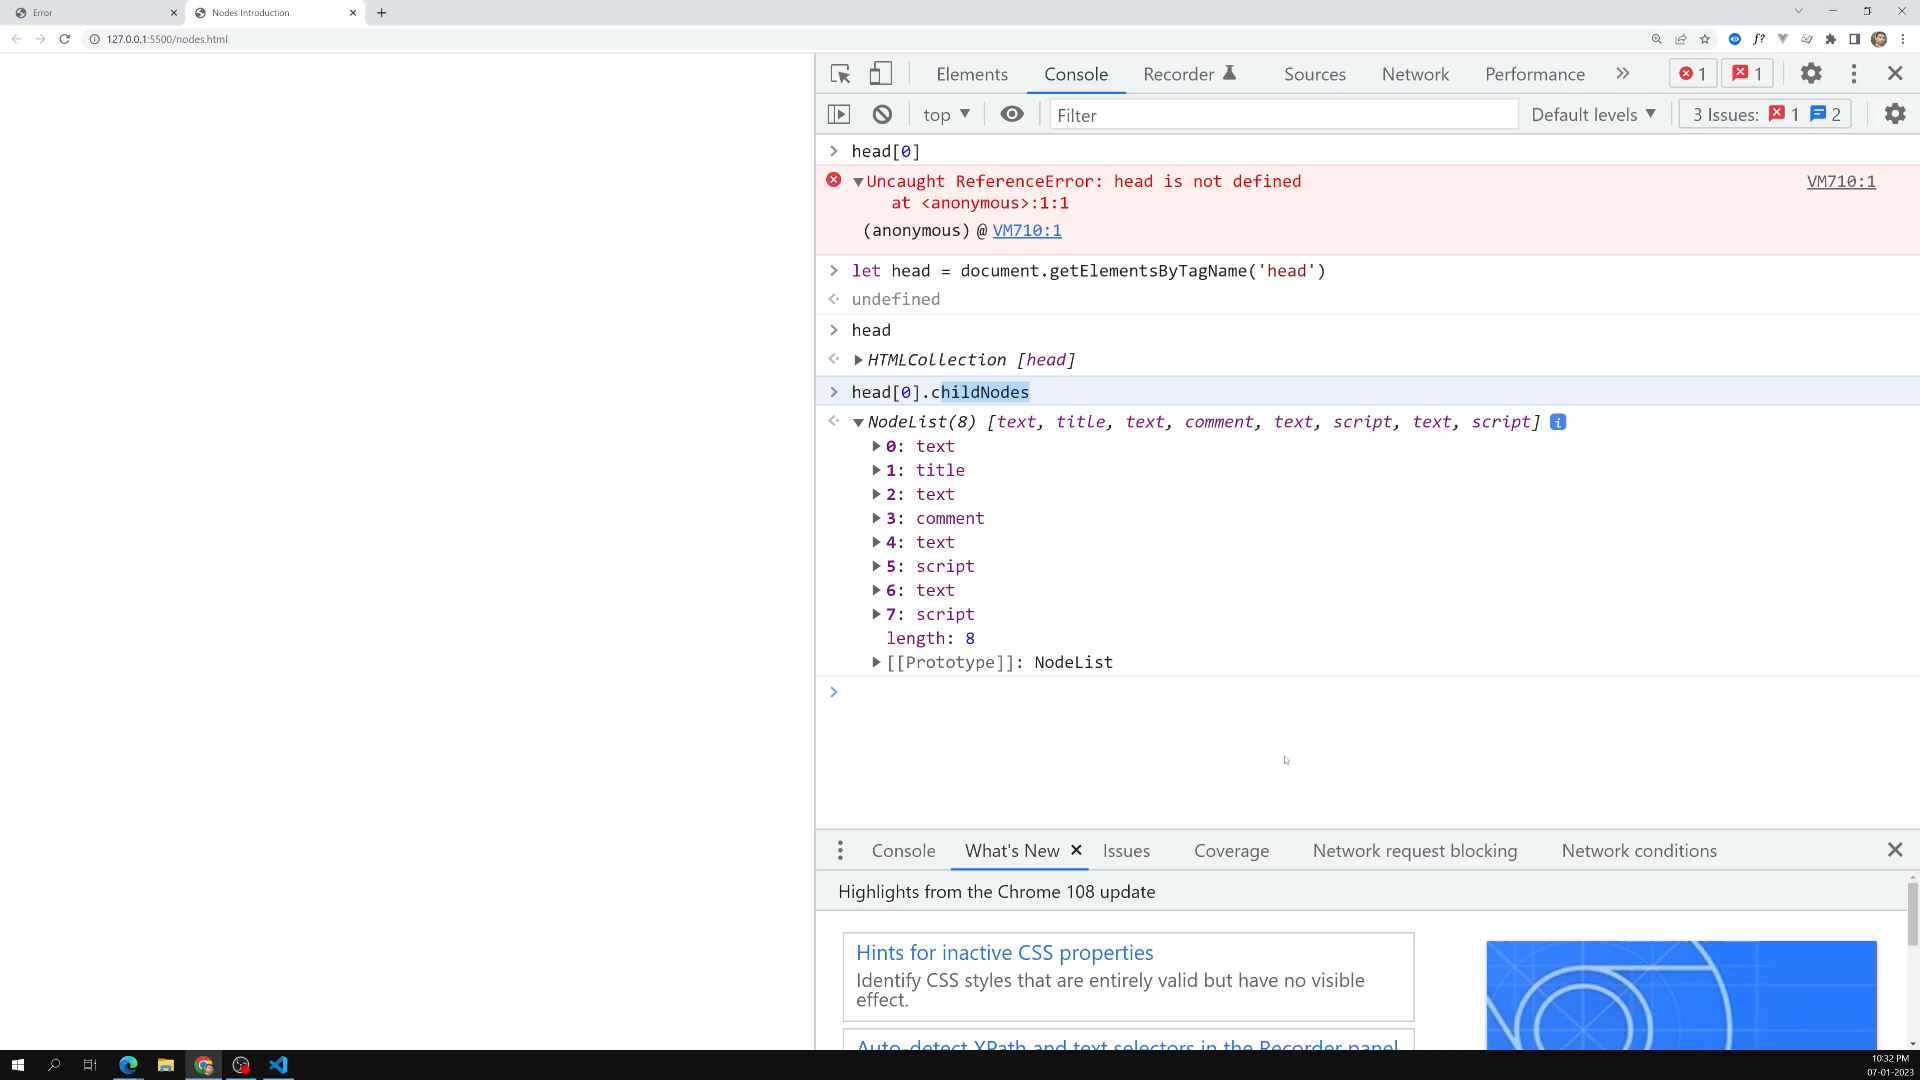 Error
Nodes Introduction
127.0.0.1:5500/nodes.html
Elements Console Recorder Sources Network Performance 1 1
top Filter Default levels 3 Issues: 1 2
head[0]
Uncaught ReferenceError: head is not defined VM710:1
at <anonymous>:1:1
(anonymous) @ VM710:1
let head = document.getElementsByTagName('head')
undefined
head
HTMLCollection [head]
head[0].childNodes
NodeList(8) [text, title, text, comment, text, script, text, script]
0: text
1: title
2: text
3: comment
4: text
5: script
6: text
7: script
length: 8
[[Prototype]]: NodeList
Console What's New Issues Coverage Network request blocking Network conditions
Highlights from the Chrome 108 update
Hints for inactive CSS properties
Identify CSS styles that are entirely valid but have no visible
effect.
Auto-detect XPath and text selectors in the Recorder panel
10:32 PM
07-01-2023